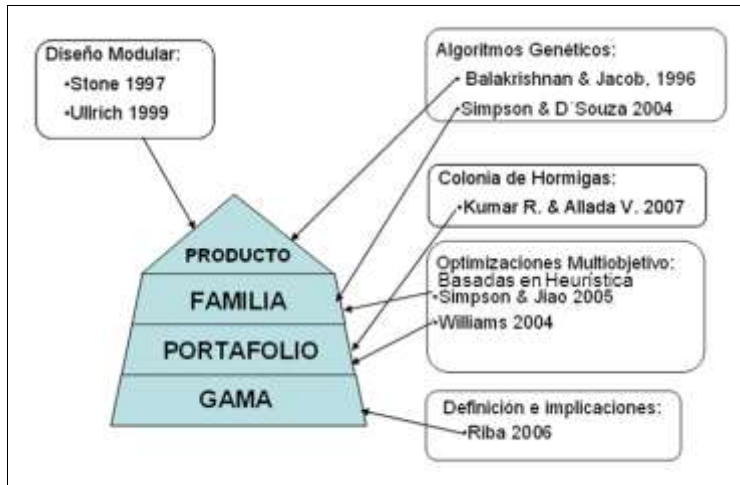 Diseño Modular:
•Stone 1997
•Ullrich 1999
Algoritmos Genéticos:
•Balakrishnan & Jacob, 1996
•Simpson & D´Souza 2004
Colonia de Hormigas:
•Kumar R. & Allada V. 2007
Optimizaciones Multiobjetivo:
Basadas en Heurística
•Simpson & Jiao 2005
•Williams 2004
Definición e implicaciones:
•Riba 2006
PRODUCTO
FAMILIA
PORTAFOLIO
GAMA